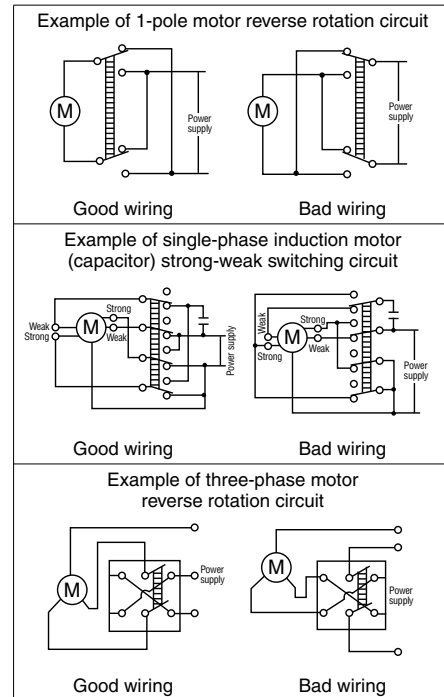 Example of 1-pole motor reverse rotation circuit
M
Power
supply
M
Power
supply
Good wiring
Bad wiring
Example of single-phase induction motor
(capacitor) strong-weak switching circuit
Strong
Weak
Strong
M
Weak
Power supply
Strong
Weak
Strong
M
Weak
Power
supply
Good wiring
Bad wiring
Example of three-phase motor
reverse rotation circuit
M
Power
supply
M
Power
supply
Good wiring
Bad wiring